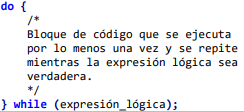 do {
/*
Bloque de código que se ejecuta
por lo menos una vez y se repite
mientras la expresión lógica sea
verdadera.
*/
} while (expresión_lógica);